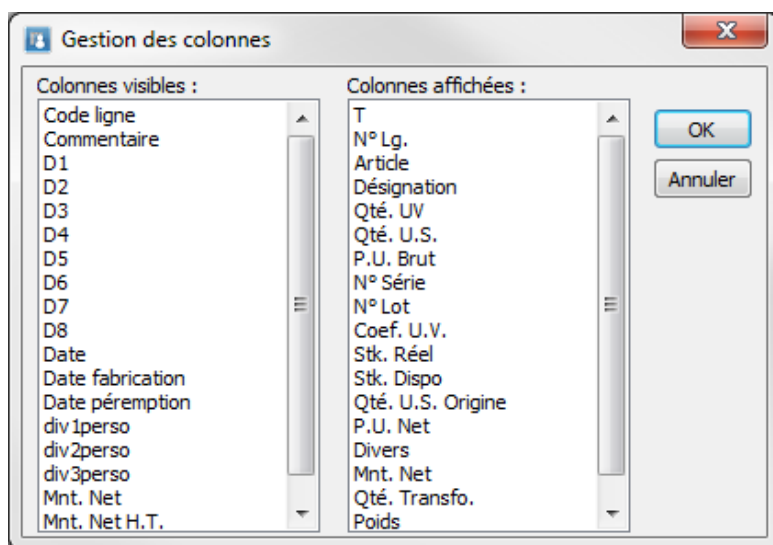 Gestion des colonnes
Colonnes visibles :
Code ligne
Commentaire
D1
D2
D3
D4
D5
D6
D7
D8
Date
Date fabrication
Date péremption
div1perso
div2perso
div3perso
Mnt. Net
Mnt. Net H.T.
Colonnes affichées :
T
N° Lg.
Article
Désignation
Qté. UV
Qté. U.S.
P.U. Brut
N° Série
N° Lot
Coef. U.V.
Stk. Réel
Stk. Dispo
Qté. U.S. Origine
P.U. Net
Divers
Mnt. Net
Qté. Transfo.
Poids
OK
Annuler